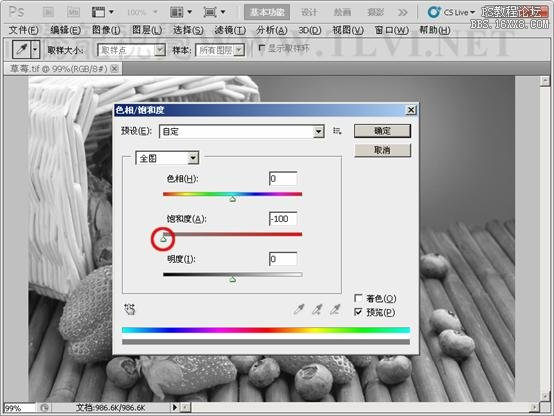 Ps Br Mb 100% 基本功能 设计 绘画 摄影 >> CS Live
PS教程论坛
BBS.16XX8.COM
文件(F) 编辑(E) 图像(I) 图层(L) 选择(S) 滤镜(T) 分析(A) 3D(D) 视图(V) 窗口(W) 帮助(H)
WWW.TLVI.NET
取样大小: 取样点 样本: 所有图层 显示取样环
草莓.tif @ 99%(RGB/8#) ×
色相/饱和度
预设(E): 自定 确定
取消
全图
色相(H): 0
饱和度(A): -100
明度(I): 0
着色(O)
预览(P)
99% 文档:986.6K/986.6K